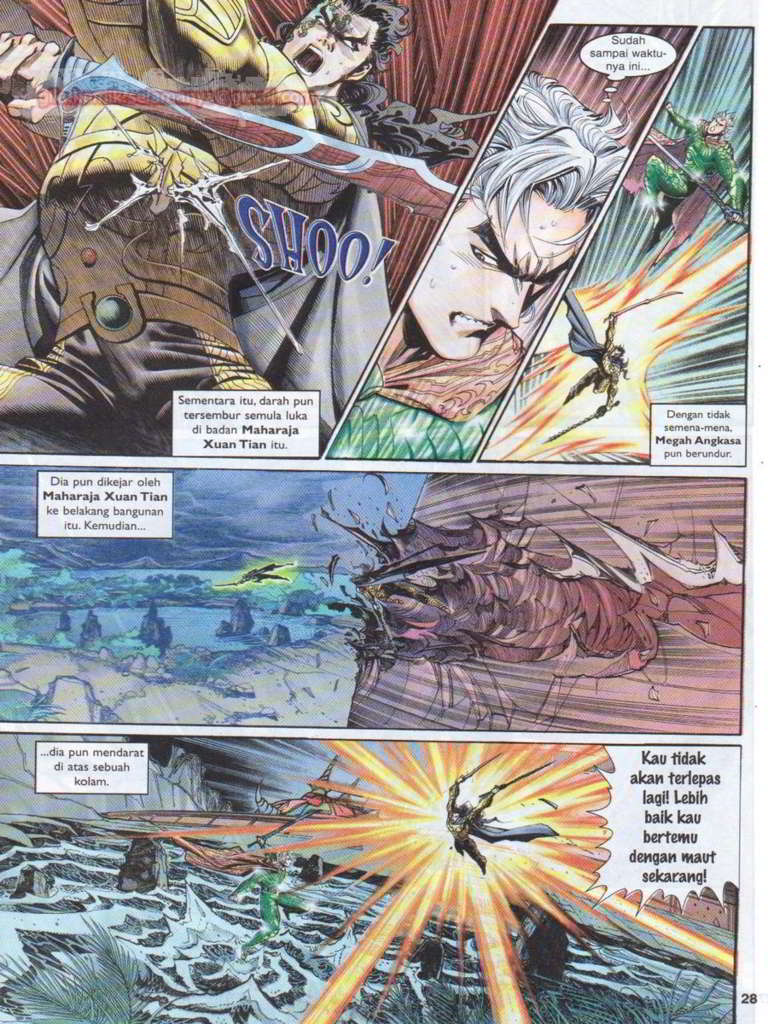 SHOO!
Sudah
sampai waktu-
nya ini...
Sementara itu, darah pun
tersembur semula luka
di badan Maharaja
Xuan Tian itu.
Dengan tidak
semena-mena,
Megah Angkasa
pun berundur.
Dia pun dikejar oleh
Maharaja Xuan Tian
ke belakang bangunan
itu. Kemudian...
...dia pun mendarat
di atas sebuah
kolam.
Kau tidak
akan terlepas
lagi! Lebih
baik kau
bertemu
dengan maut
sekarang!
28